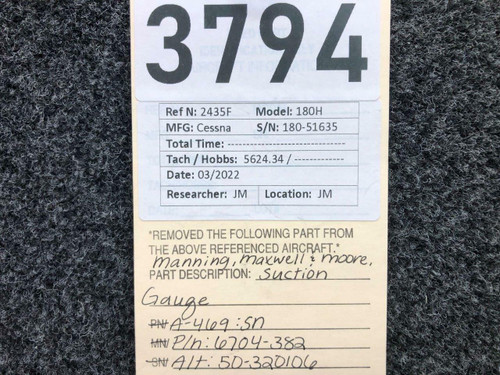 3794
Ref N: 2435F Model: 180H
MFG: Cessna S/N: 180-51635
Total Time: ------------------------------
Tach / Hobbs: 5624.34 / -------------
Date: 03/2022
Researcher: JM Location: JM
"REMOVED THE FOLLOWING PART FROM
THE ABOVE REFERENCED AIRCRAFT."
Manning, Maxwell & Moore,
PART DESCRIPTION: Suction
Gauge
PN A-469:SN
MN P/n: 6704-382
SN Alt: 5D-320106